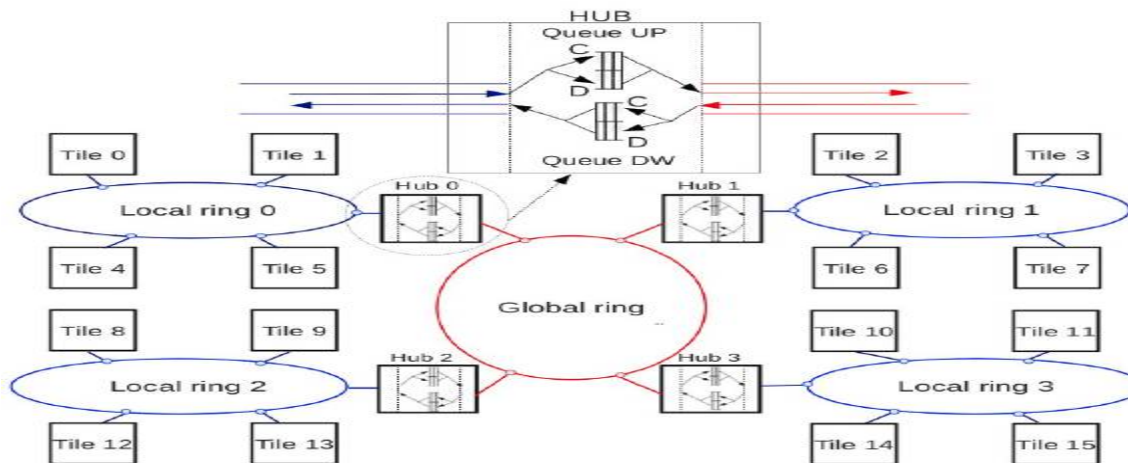 HUB
Queue UP
C
D
C
D
Queue DW
Tile 0
Tile 1
Tile 2
Tile 3
Hub 0
Hub 1
Local ring 0
Local ring 1
Tile 4
Tile 5
Tile 6
Tile 7
Global ring
Tile 8
Tile 9
Tile 10
Tile 11
Hub 2
Hub 3
Local ring 2
Local ring 3
Tile 12
Tile 13
Tile 14
Tile 15